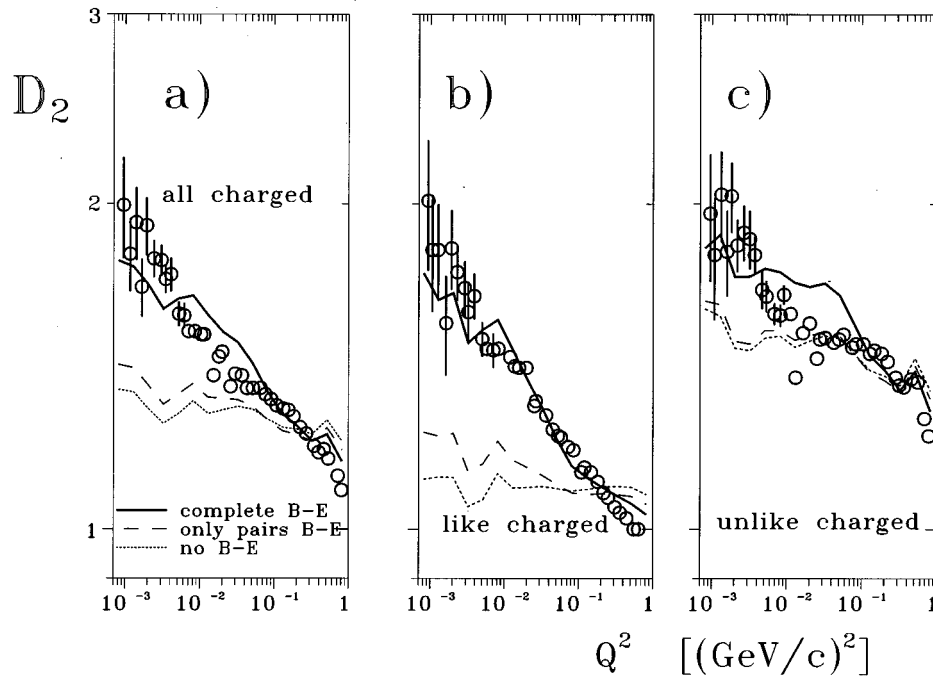 3
D₂
a)
b)
c)
2
all charged
complete B-E
only pairs B-E
no B-E
like charged
unlike charged
1
10⁻³ 10⁻² 10⁻¹ 1
10⁻³ 10⁻² 10⁻¹ 1
10⁻³ 10⁻² 10⁻¹ 1
Q² [(GeV/c)²]